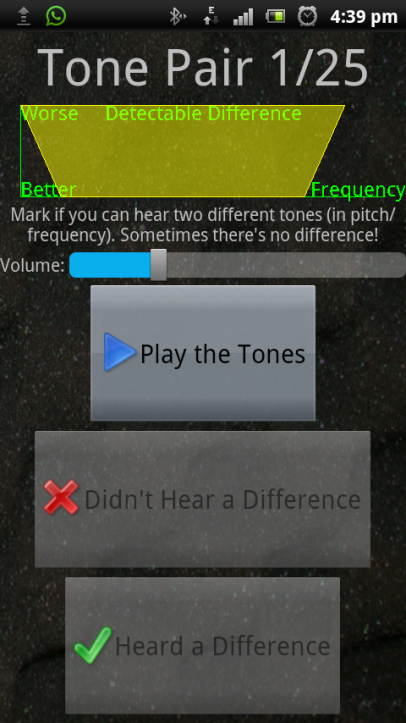 E
4:39 pm
Tone Pair 1/25
Worse Detectable Difference
Better Frequency
Mark if you can hear two different tones (in pitch/
frequency). Sometimes there's no difference!
Volume:
Play the Tones
Didn't Hear a Difference
Heard a Difference